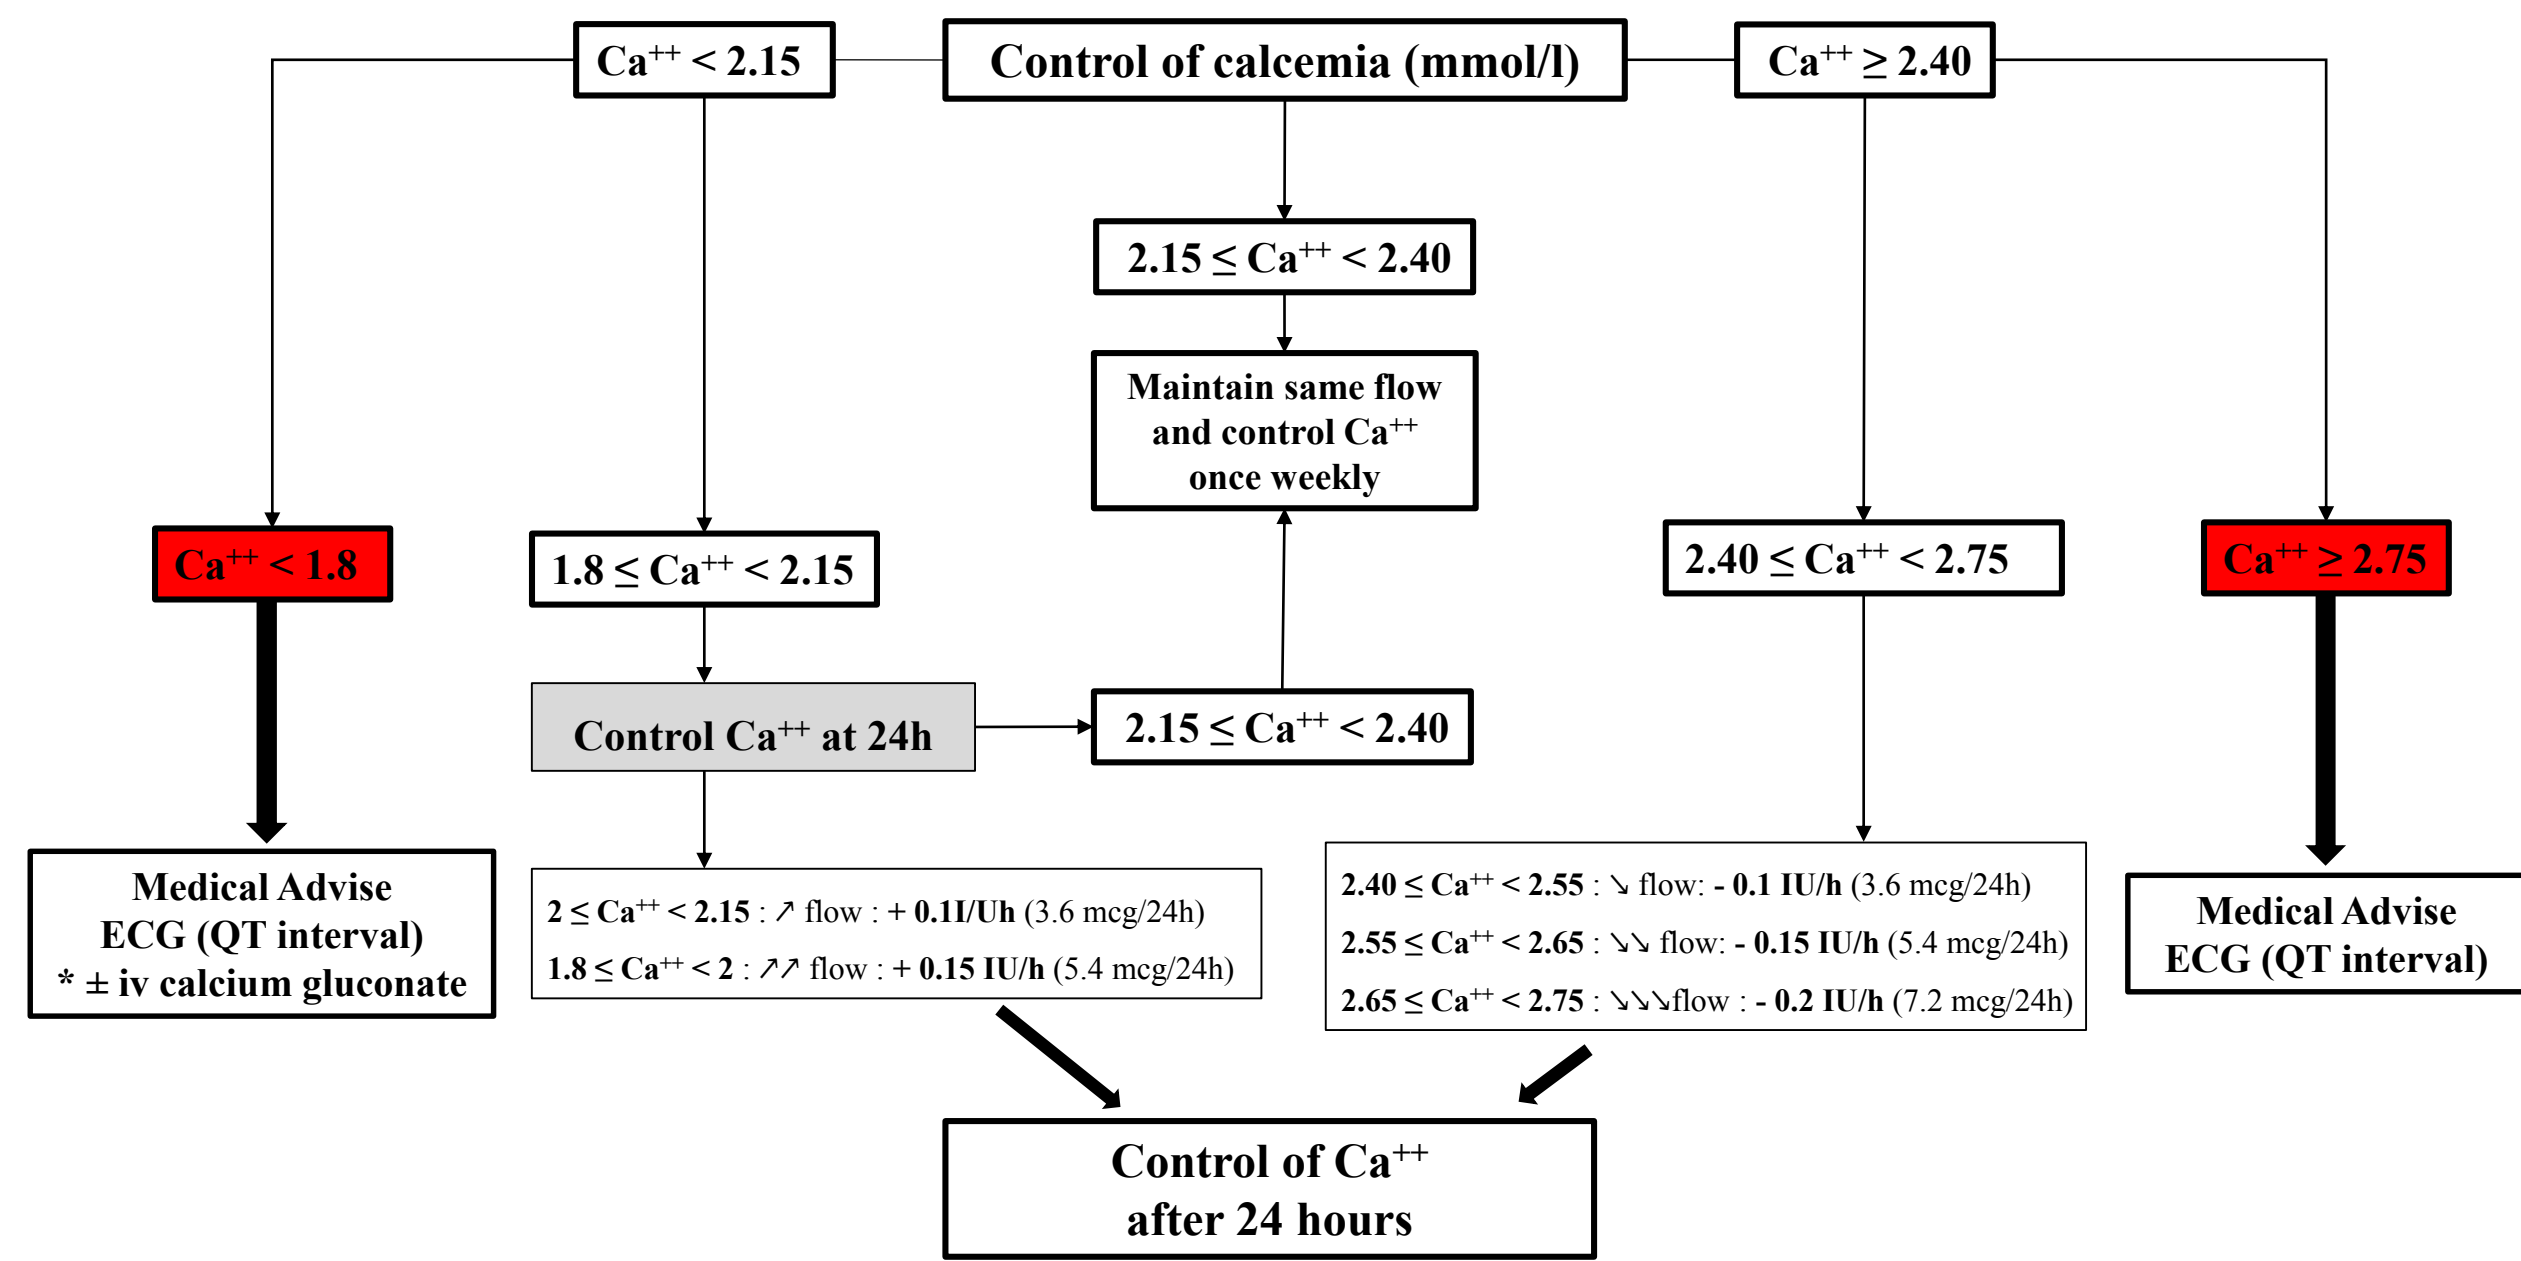 Ca⁺⁺ < 2.15
Control of calcemia (mmol/l)
Ca⁺⁺ ≥ 2.40
2.15 ≤ Ca⁺⁺ < 2.40
Maintain same flow
and control Ca⁺⁺
once weekly
Ca⁺⁺ < 1.8
1.8 ≤ Ca⁺⁺ < 2.15
2.40 ≤ Ca⁺⁺ < 2.75
Ca⁺⁺ ≥ 2.75
Control Ca⁺⁺ at 24h
2.15 ≤ Ca⁺⁺ < 2.40
Medical Advise
ECG (QT interval)
* ± iv calcium gluconate
2 ≤ Ca⁺⁺ < 2.15 : ↗ flow : + 0.1I/Uh (3.6 mcg/24h)
1.8 ≤ Ca⁺⁺ < 2 : ↗↗ flow : + 0.15 IU/h (5.4 mcg/24h)
2.40 ≤ Ca⁺⁺ < 2.55 : ↘ flow: - 0.1 IU/h (3.6 mcg/24h)
2.55 ≤ Ca⁺⁺ < 2.65 : ↘↘ flow: - 0.15 IU/h (5.4 mcg/24h)
2.65 ≤ Ca⁺⁺ < 2.75 : ↘↘↘flow : - 0.2 IU/h (7.2 mcg/24h)
Medical Advise
ECG (QT interval)
Control of Ca⁺⁺
after 24 hours